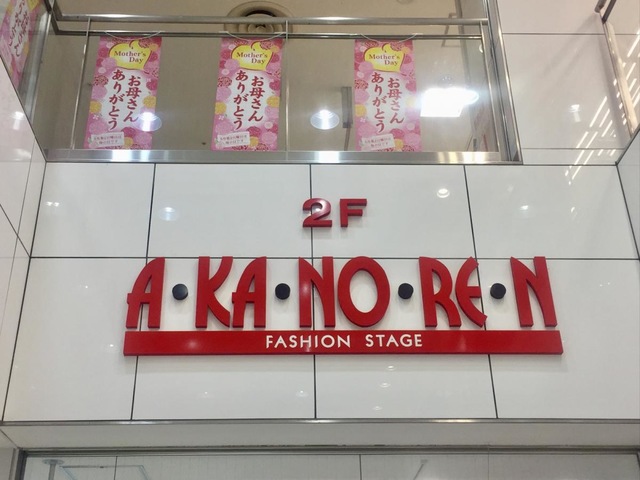 Mother's
Day
お母さん
ありがとう
Mother's
Day
お母さん
ありがとう
Mother's
Day
お母さん
ありがとう
2F
A•KA•NO•RE•N
FASHION STAGE